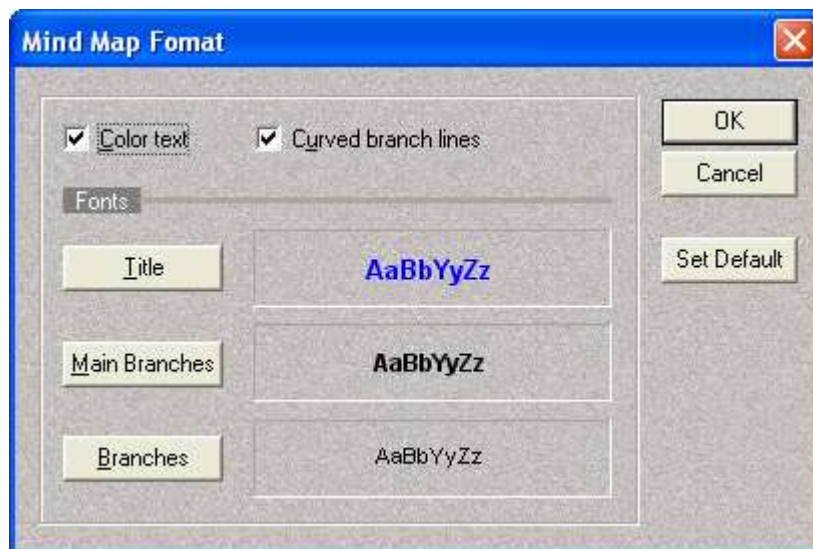 Mind Map Fomat
Color text
Curved branch lines
OK
Cancel
Fonts
Title
AaBbYyZz
Set Default
Main Branches
AaBbYyZz
Branches
AaBbYyZz